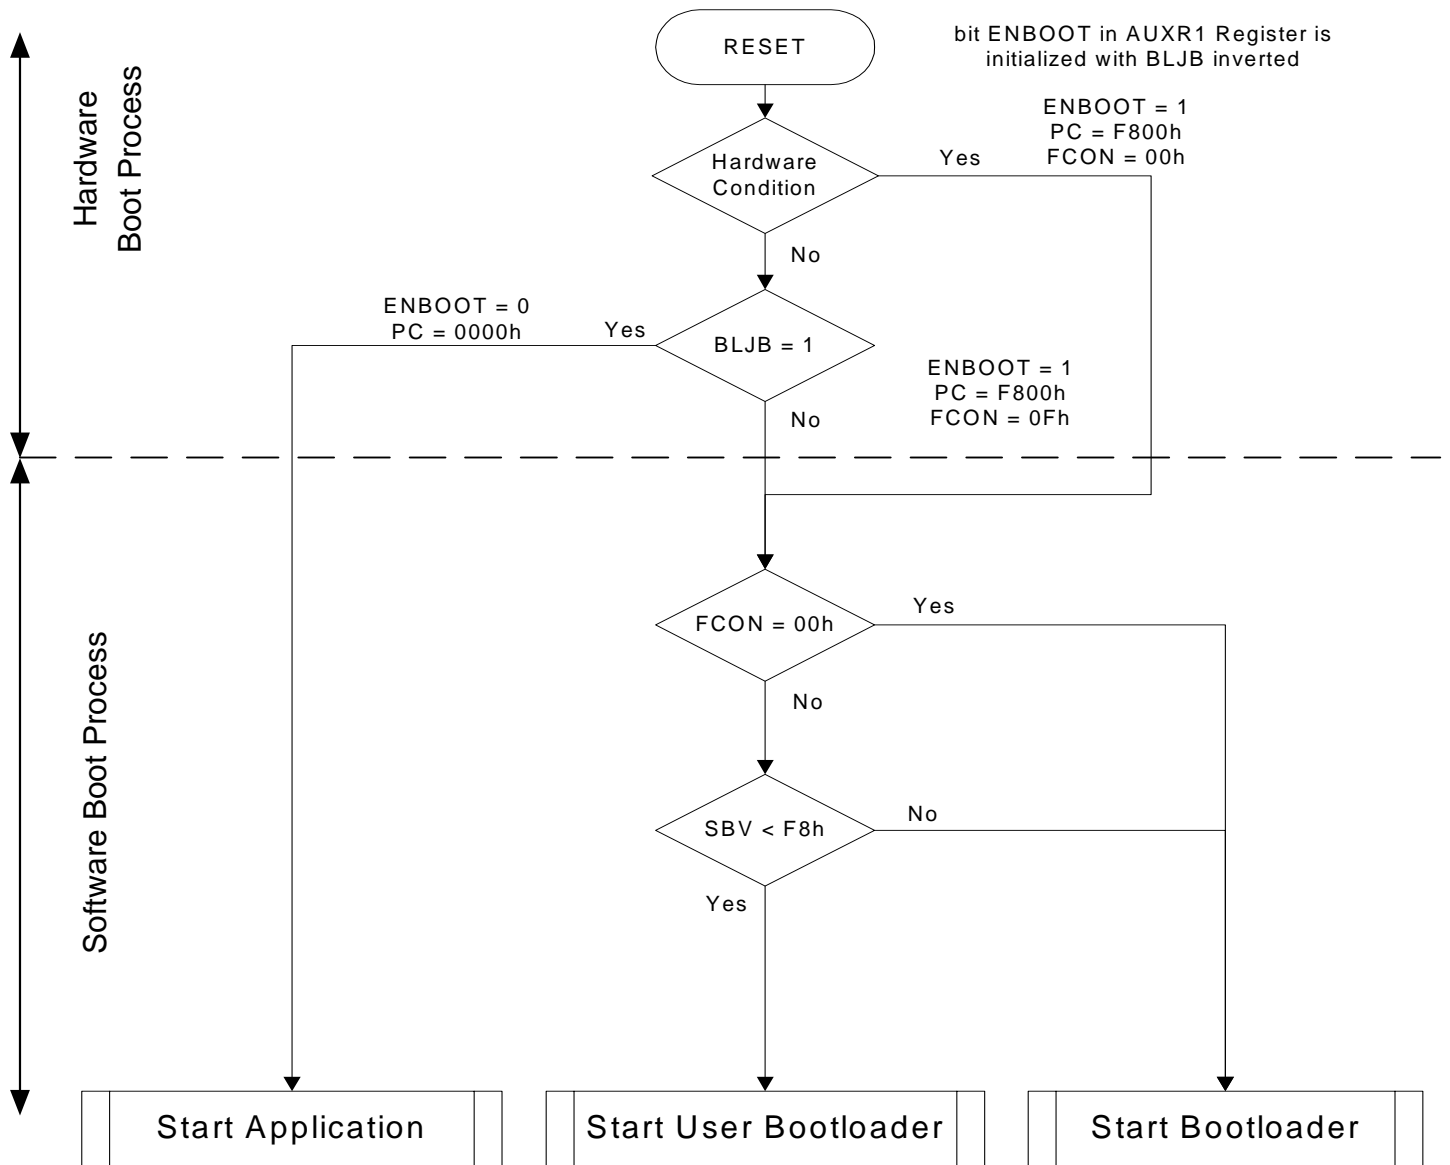 RESET
bit ENBOOT in AUXR1 Register is
initialized with BLJB inverted
Hardware
Boot Process
ENBOOT = 1
PC = F800h
FCON = 00h
Hardware
Condition
Yes
No
ENBOOT = 0
PC = 0000h
Yes
BLJB = 1
ENBOOT = 1
PC = F800h
FCON = 0Fh
No
Software Boot Process
FCON = 00h
Yes
No
SBV < F8h
No
Yes
Start Application
Start User Bootloader
Start Bootloader